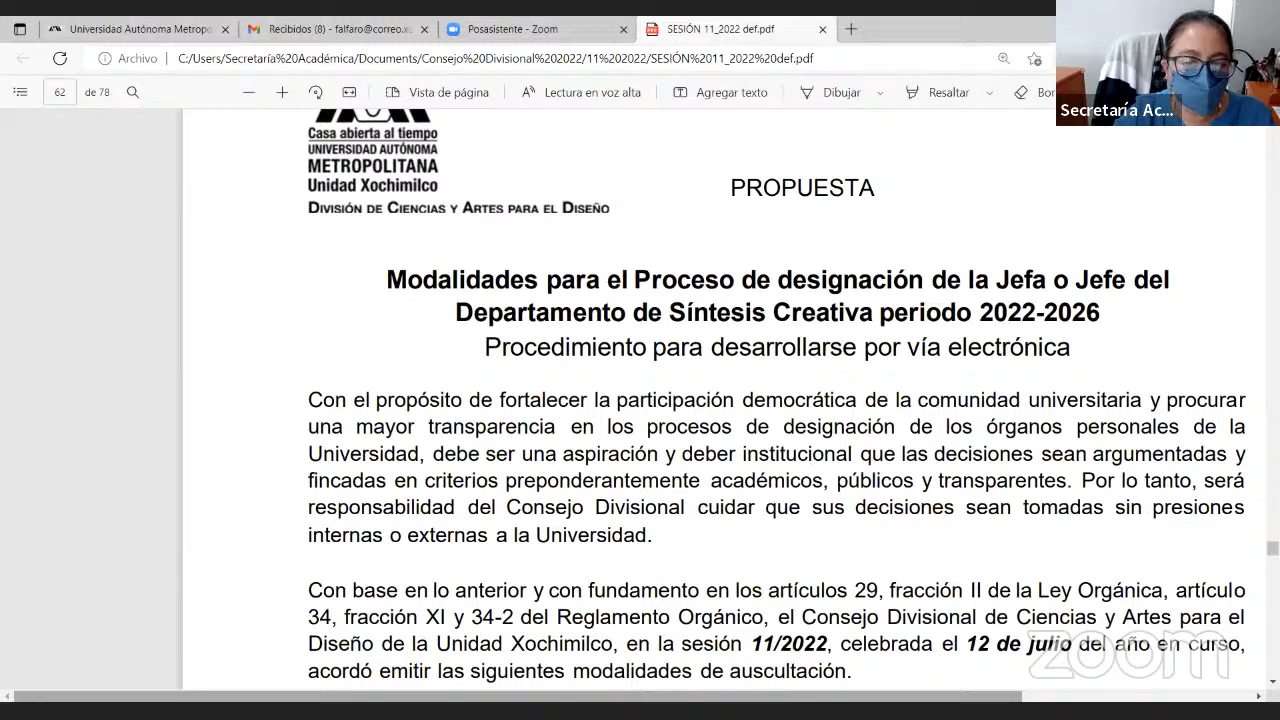 Universidad Autónoma Metropo
Recibidos (8) - falfaro@correo.xo
Posasistente - Zoom
SESIÓN 11_2022 def.pdf
Archivo
C:/Users/Secretaría%20Académica/Documents/Consejo%20Divisional%202022/11%202022/SESIÓN%2011_2022%20def.pdf
62 de 78
Vista de página
Lectura en voz alta
Agregar texto
Dibujar
Resaltar
Bor
Secretaría Ac...
Casa abierta al tiempo
UNIVERSIDAD AUTÓNOMA
METROPOLITANA
Unidad Xochimilco
DIVISIÓN DE CIENCIAS Y ARTES PARA EL DISEÑO
PROPUESTA
Modalidades para el Proceso de designación de la Jefa o Jefe del
Departamento de Síntesis Creativa periodo 2022-2026
Procedimiento para desarrollarse por vía electrónica
Con el propósito de fortalecer la participación democrática de la comunidad universitaria y procurar
una mayor transparencia en los procesos de designación de los órganos personales de la
Universidad, debe ser una aspiración y deber institucional que las decisiones sean argumentadas y
fincadas en criterios preponderantemente académicos, públicos y transparentes. Por lo tanto, será
responsabilidad del Consejo Divisional cuidar que sus decisiones sean tomadas sin presiones
internas o externas a la Universidad.
Con base en lo anterior y con fundamento en los artículos 29, fracción II de la Ley Orgánica, artículo
34, fracción XI y 34-2 del Reglamento Orgánico, el Consejo Divisional de Ciencias y Artes para el
Diseño de la Unidad Xochimilco, en la sesión 11/2022, celebrada el 12 de julio del año en curso,
acordó emitir las siguientes modalidades de auscultación.
zoom